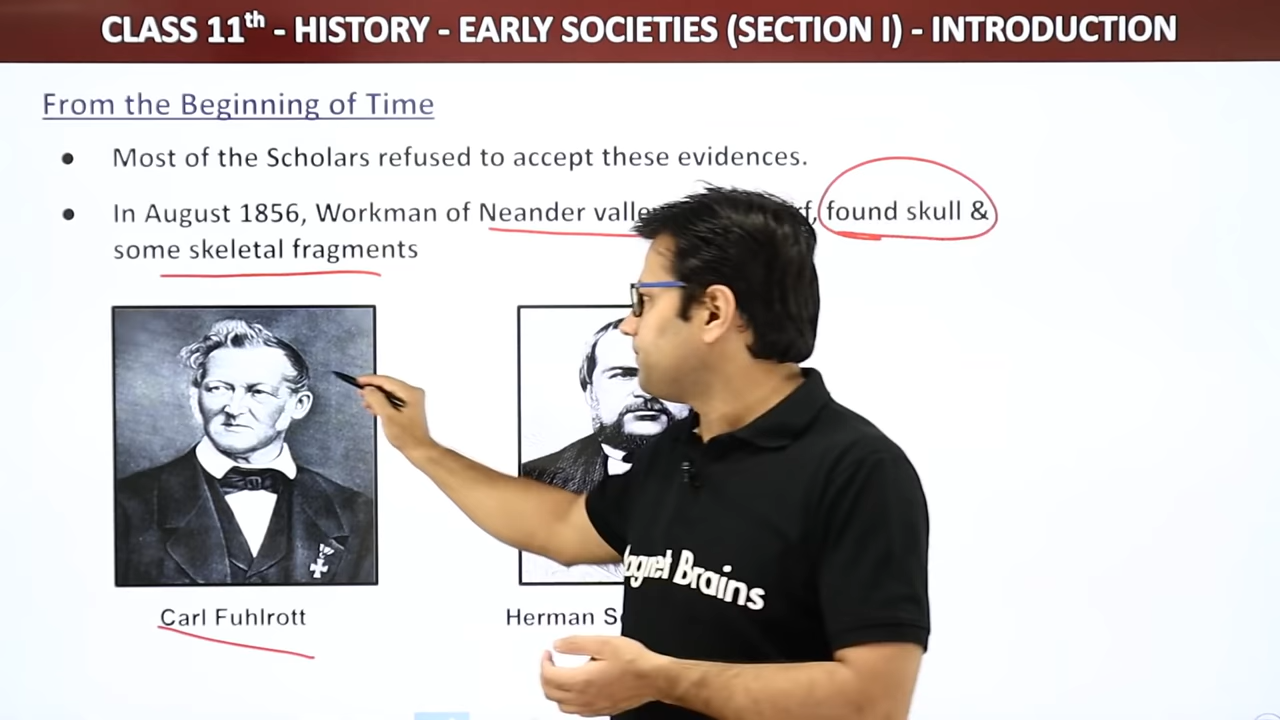 CLASS 11th - HISTORY - EARLY SOCIETIES (SECTION I) - INTRODUCTION
From the Beginning of Time
● Most of the Scholars refused to accept these evidences.
● In August 1856, Workman of Neander found skull &
some skeletal fragments
Carl Fuhlrott
Herman
Brains